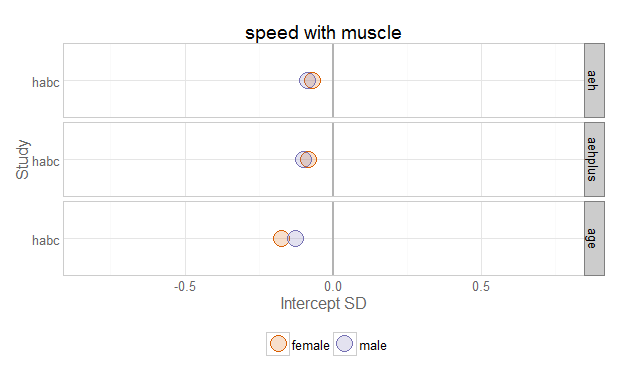 speed with muscle
habc
aeh
Study
habc
aehplus
habc
age
-0.5 0.0 0.5
Intercept SD
female male